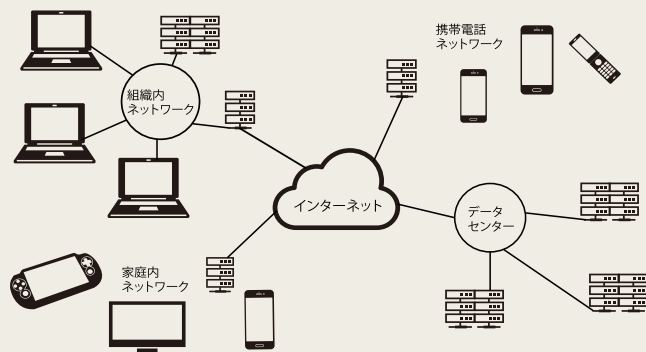 携帯電話
ネットワーク
組織内
ネットワーク
インターネット
データ
センター
家庭内
ネットワーク